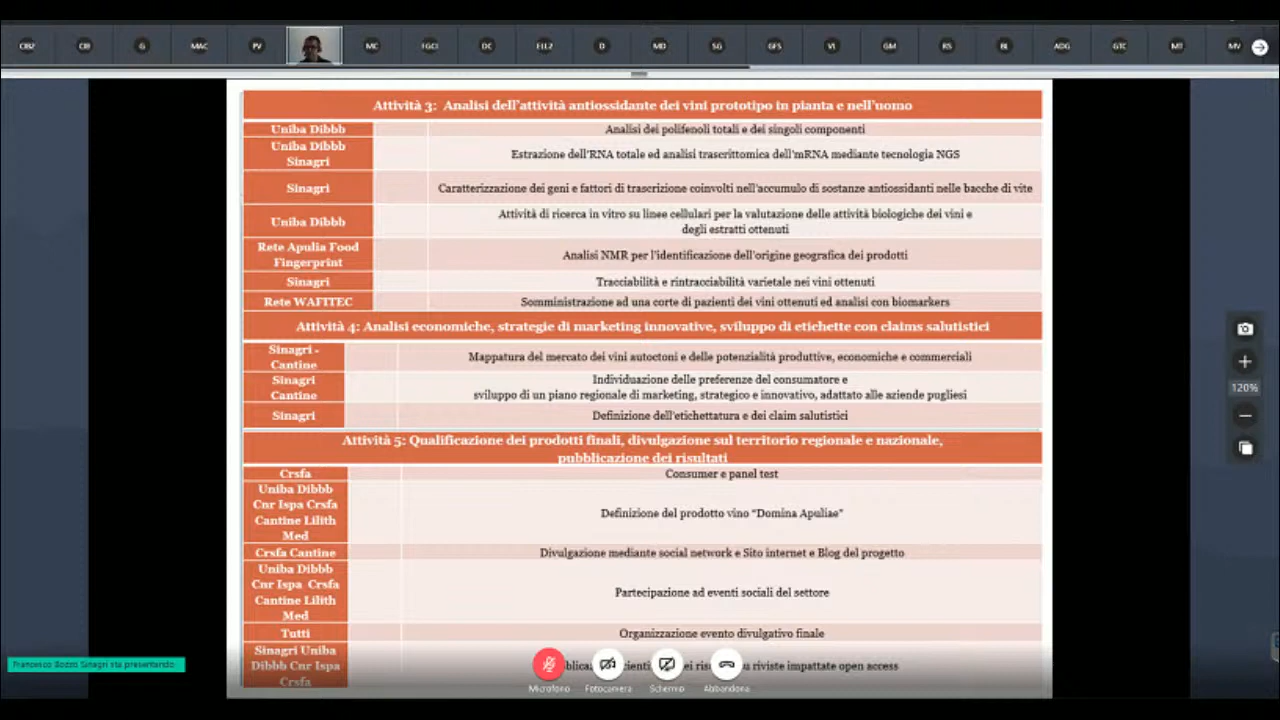 CRI
G
MAC
PV
MC
FGCI
DC
D
MD
SG
GFS
VL
GM
RS
BL
ADG
GTC
MT
MV
Attività 3: Analisi dell'attività antiossidante dei vini prototipo in pianta e nell'uomo
Uniba Dibbb
Analisi dei polifenoli totali e dei singoli componenti
Uniba Dibbb
Sinagri
Estrazione dell'RNA totale ed analisi trascrittomica dell'mRNA mediante tecnologia NGS
Sinagri
Caratterizzazione dei geni e fattori di trascrizione coinvolti nell'accumulo di sostanze antiossidanti nelle bacche di vite
Uniba Dibbb
Attività di ricerca in vitro su linee cellulari per la valutazione delle attività biologiche dei vini e
degli estratti ottenuti
Rete Apulia Food
Fingerprint
Analisi NMR per l'identificazione dell'origine geografica dei prodotti
Sinagri
Tracciabilità e rintracciabilità varietale nei vini ottenuti
Rete WAFITEC
Somministrazione ad una corte di pazienti dei vini ottenuti ed analisi con biomarkers
Attività 4: Analisi economiche, strategie di marketing innovative, sviluppo di etichette con claims salutistici
Sinagri -
Cantine
Mappatura del mercato dei vini autoctoni e delle potenzialità produttive, economiche e commerciali
Sinagri
Cantine
Individuazione delle preferenze del consumatore e
sviluppo di un piano regionale di marketing, strategico e innovativo, adattato alle aziende pugliesi
Sinagri
Definizione dell'etichettatura e dei claim salutistici
Attività 5: Qualificazione dei prodotti finali, divulgazione sul territorio regionale e nazionale,
pubblicazione dei risultati
Crsfa
Consumer e panel test
Uniba Dibbb
Cnr Ispa Crsfa
Cantine Lilith
Med
Definizione del prodotto vino "Domina Apuliae"
Crsfa Cantine
Divulgazione mediante social network e Sito internet e Blog del progetto
Uniba Dibbb
Cnr Ispa Crsfa
Cantine Lilith
Med
Partecipazione ad eventi sociali del settore
Tutti
Organizzazione evento divulgativo finale
Sinagri Uniba
Dibbb Cnr Ispa
Crsfa
riviste impattate open access
120%
Sinagri sta presentando
Microfono
Fotocamera
Schermo
Abbandona